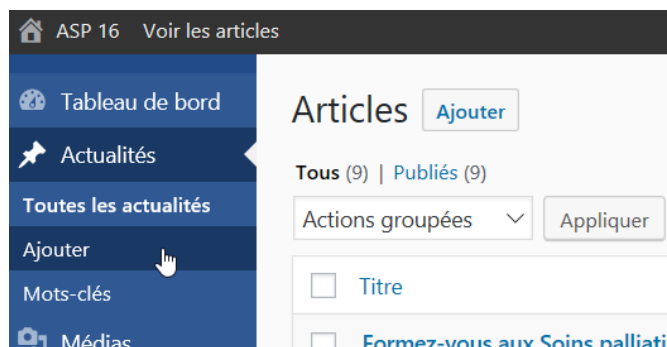 ASP 16 Voir les articles
Tableau de bord
Actualités
Toutes les actualités
Ajouter
Mots-clés
Médias
Articles Ajouter
Tous (9) | Publiés (9)
Actions groupées Appliquer
Titre
Formez-vous aux Soins palliati